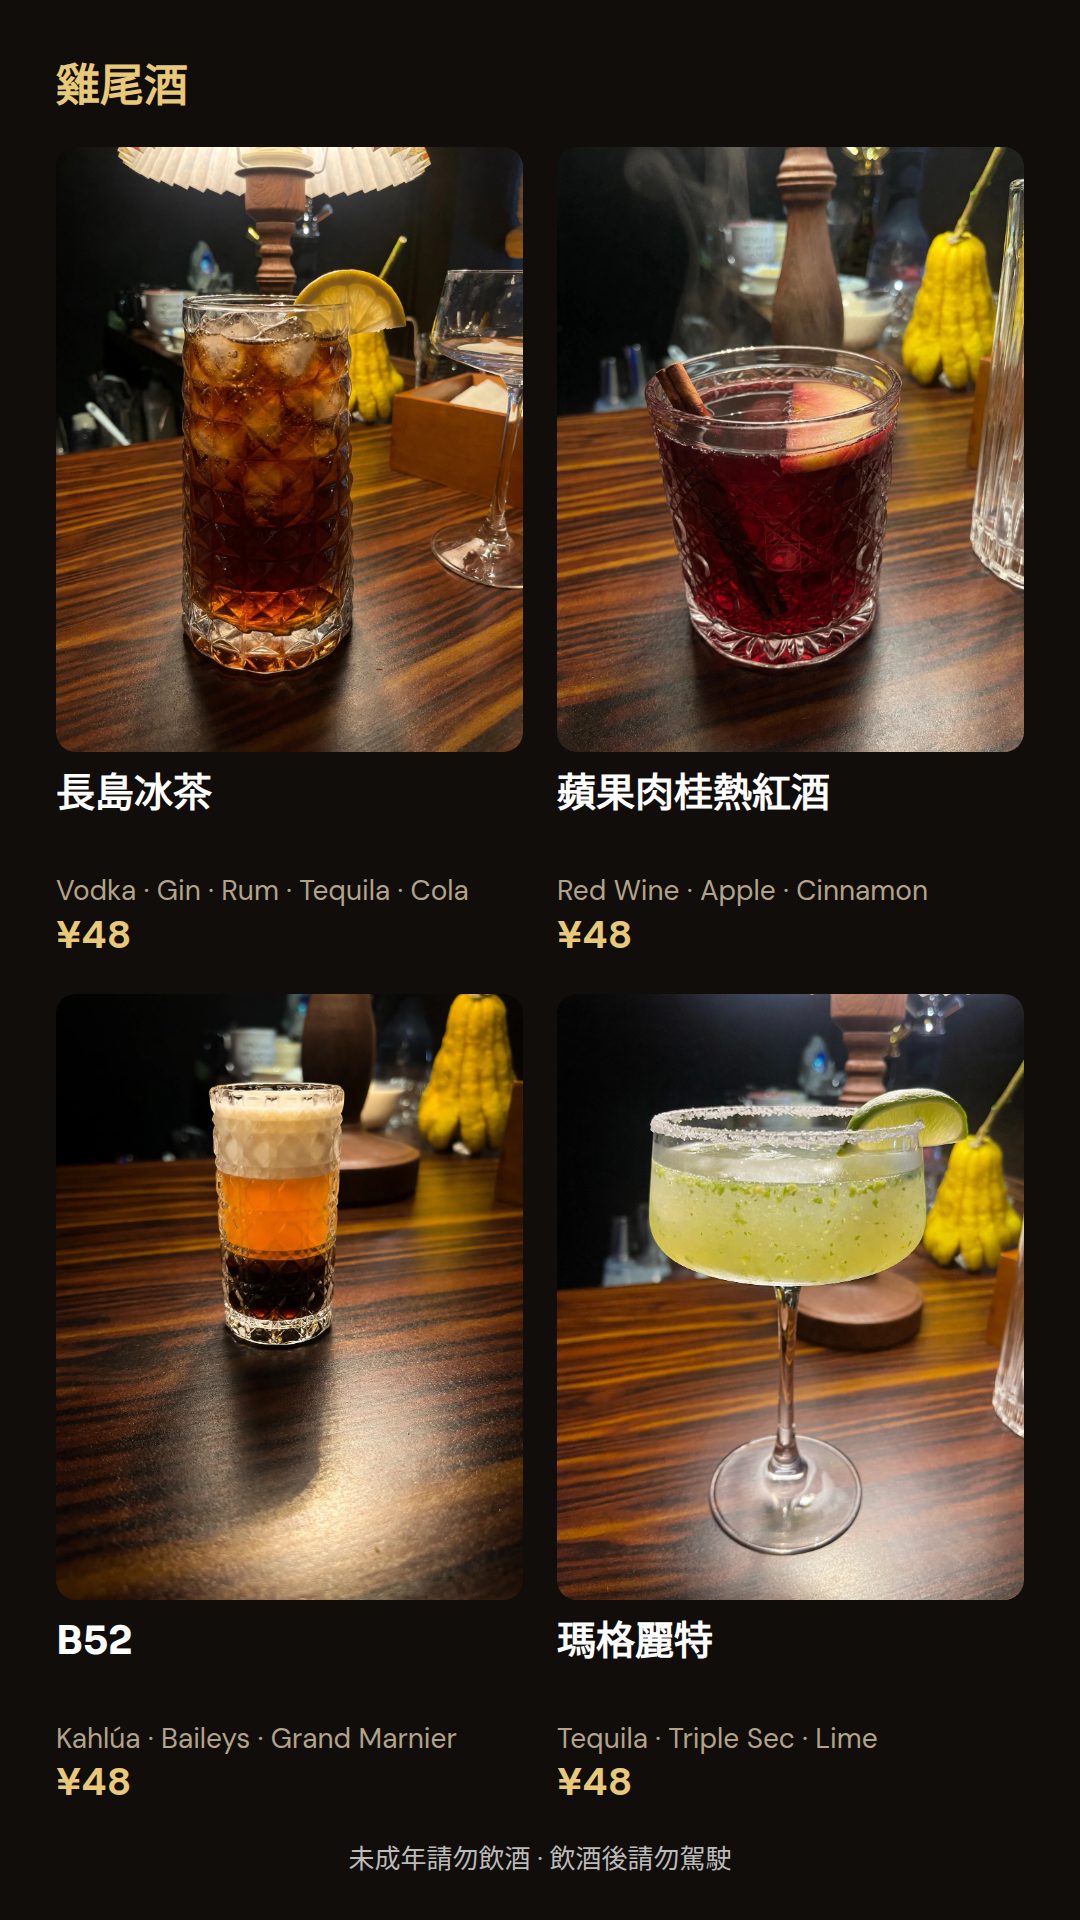 雞尾酒
長島冰茶
Vodka · Gin · Rum · Tequila · Cola
¥48
蘋果肉桂熱紅酒
Red Wine · Apple · Cinnamon
¥48
B52
Kahlúa · Baileys · Grand Marnier
¥48
瑪格麗特
Tequila · Triple Sec · Lime
¥48
未成年請勿飲酒 · 飲酒後請勿駕駛